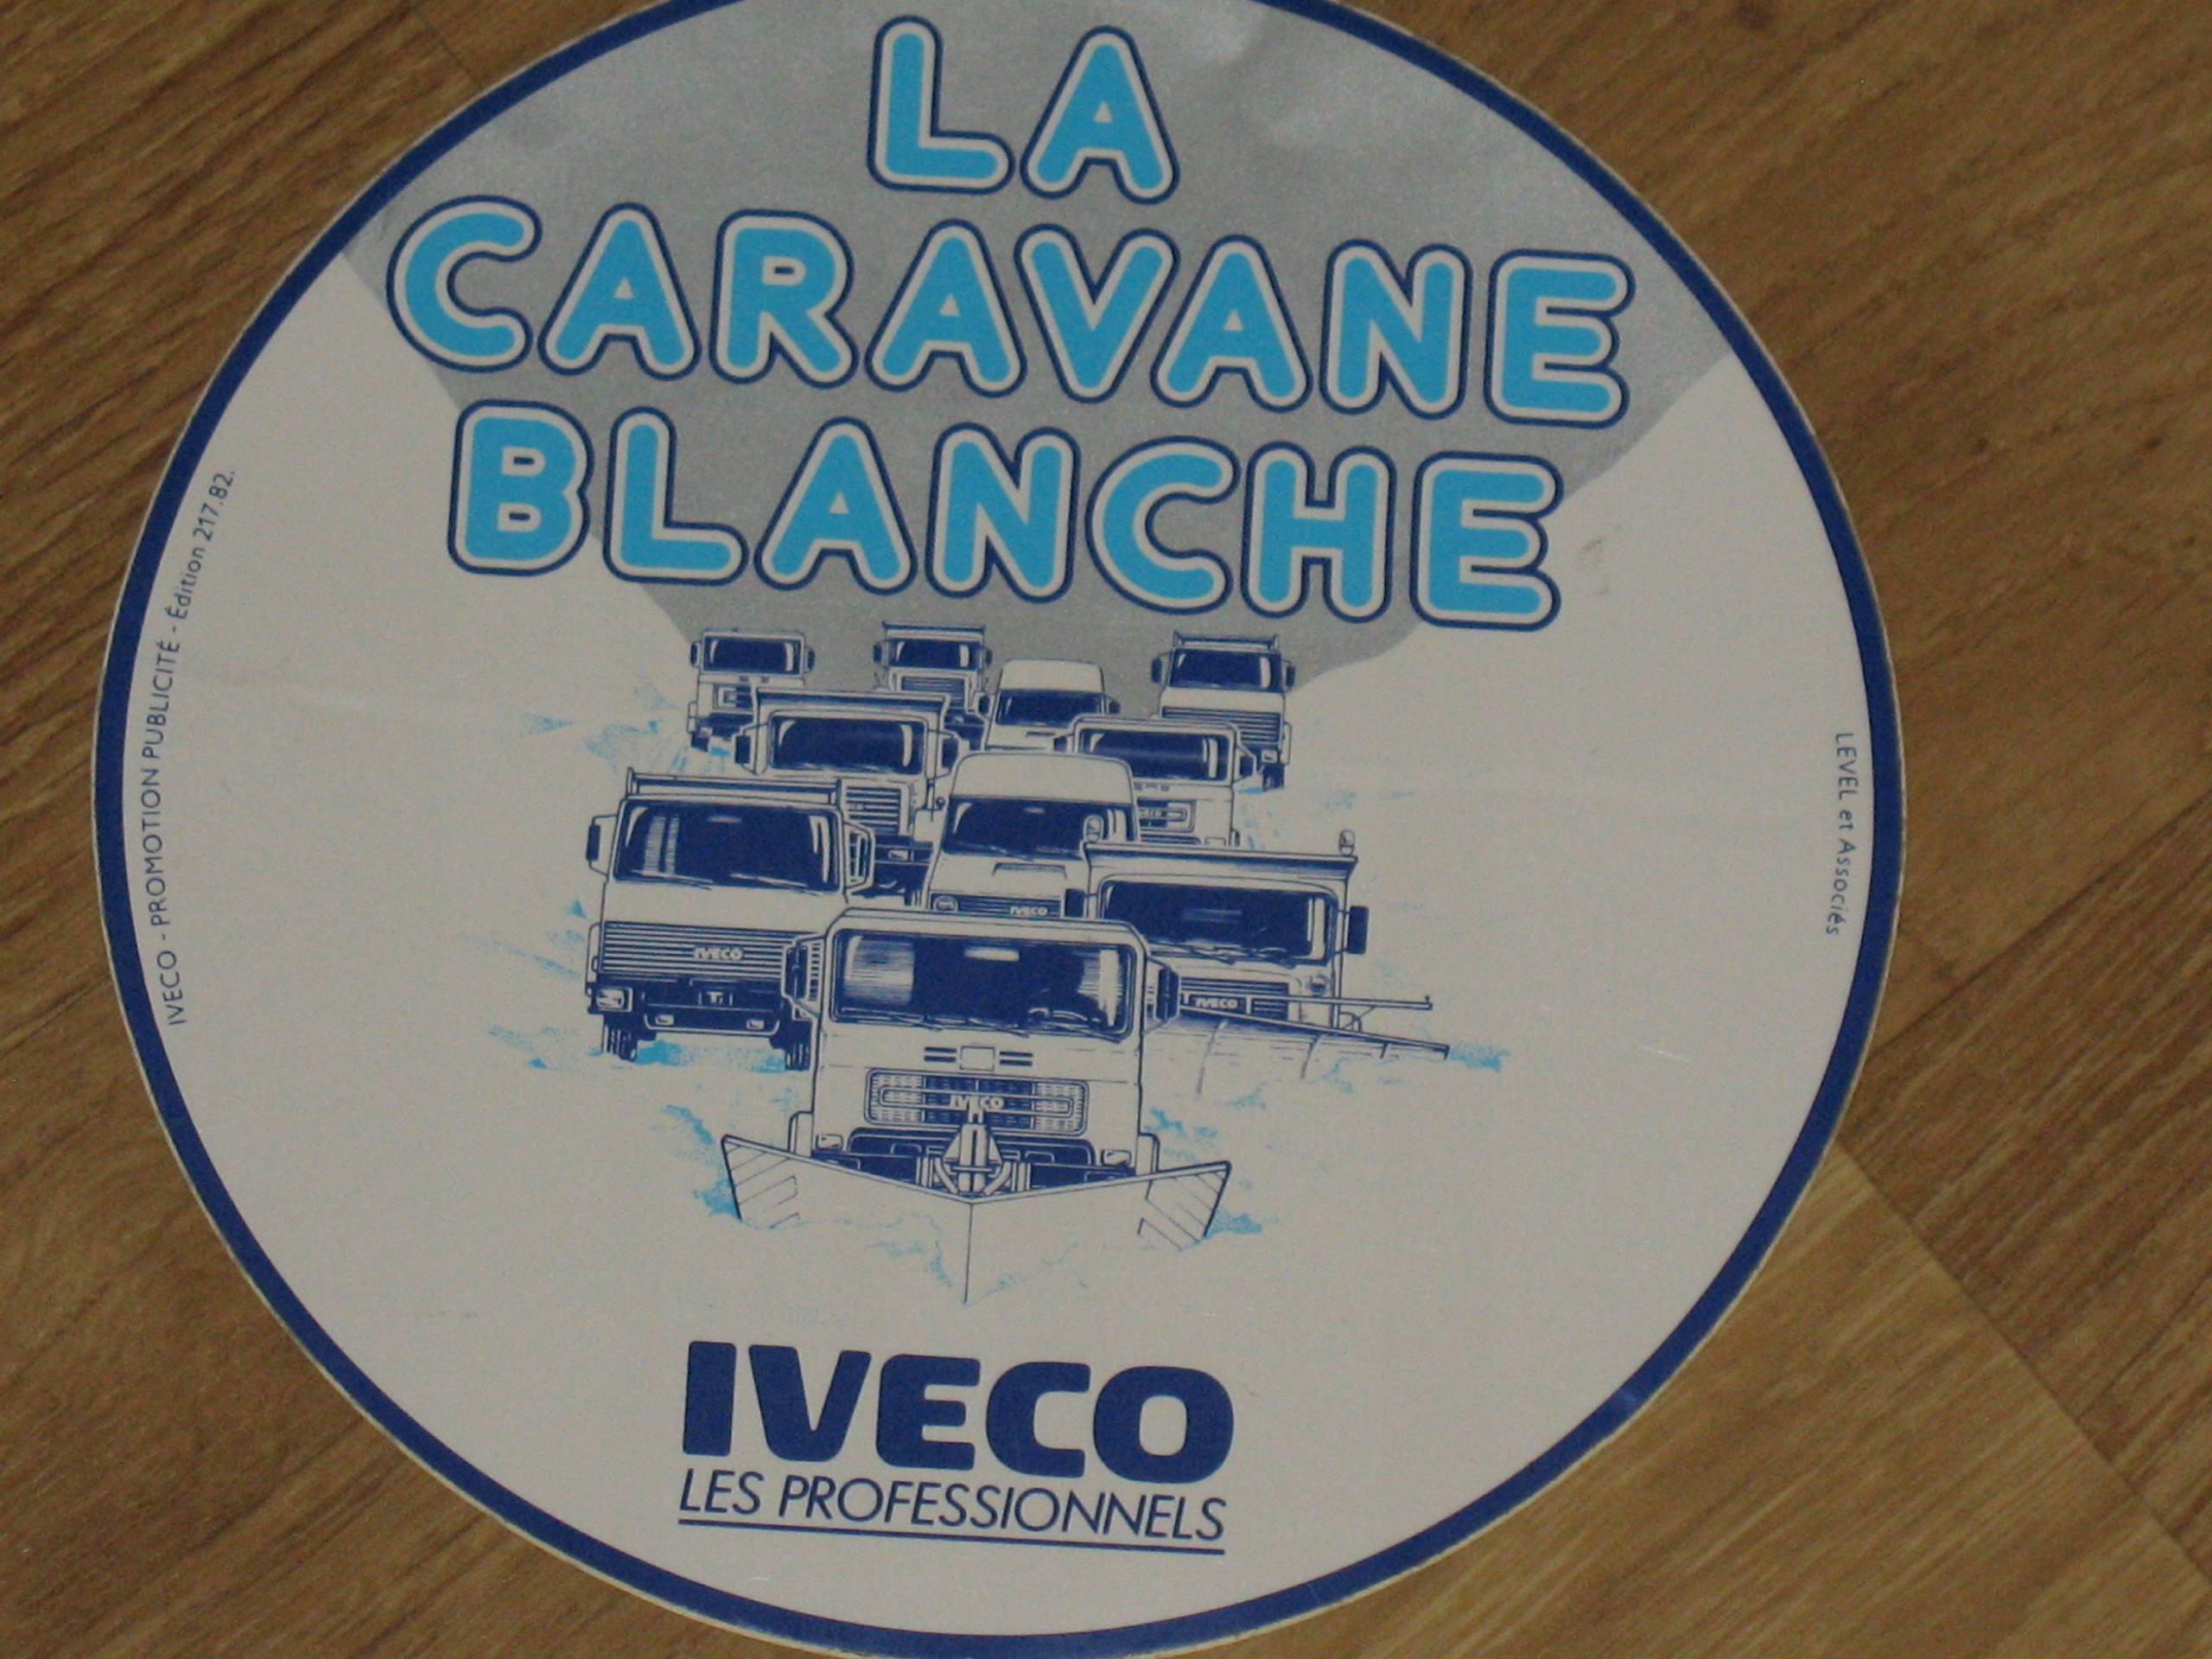 LA
CARAVANE
BLANCHE
IVECO - PROMOTION PUBLICITÉ - Édition 217.82.
LEVEL et Associés
IVECO
IVECO
IVECO
IVECO
IVECO
LES PROFESSIONNELS